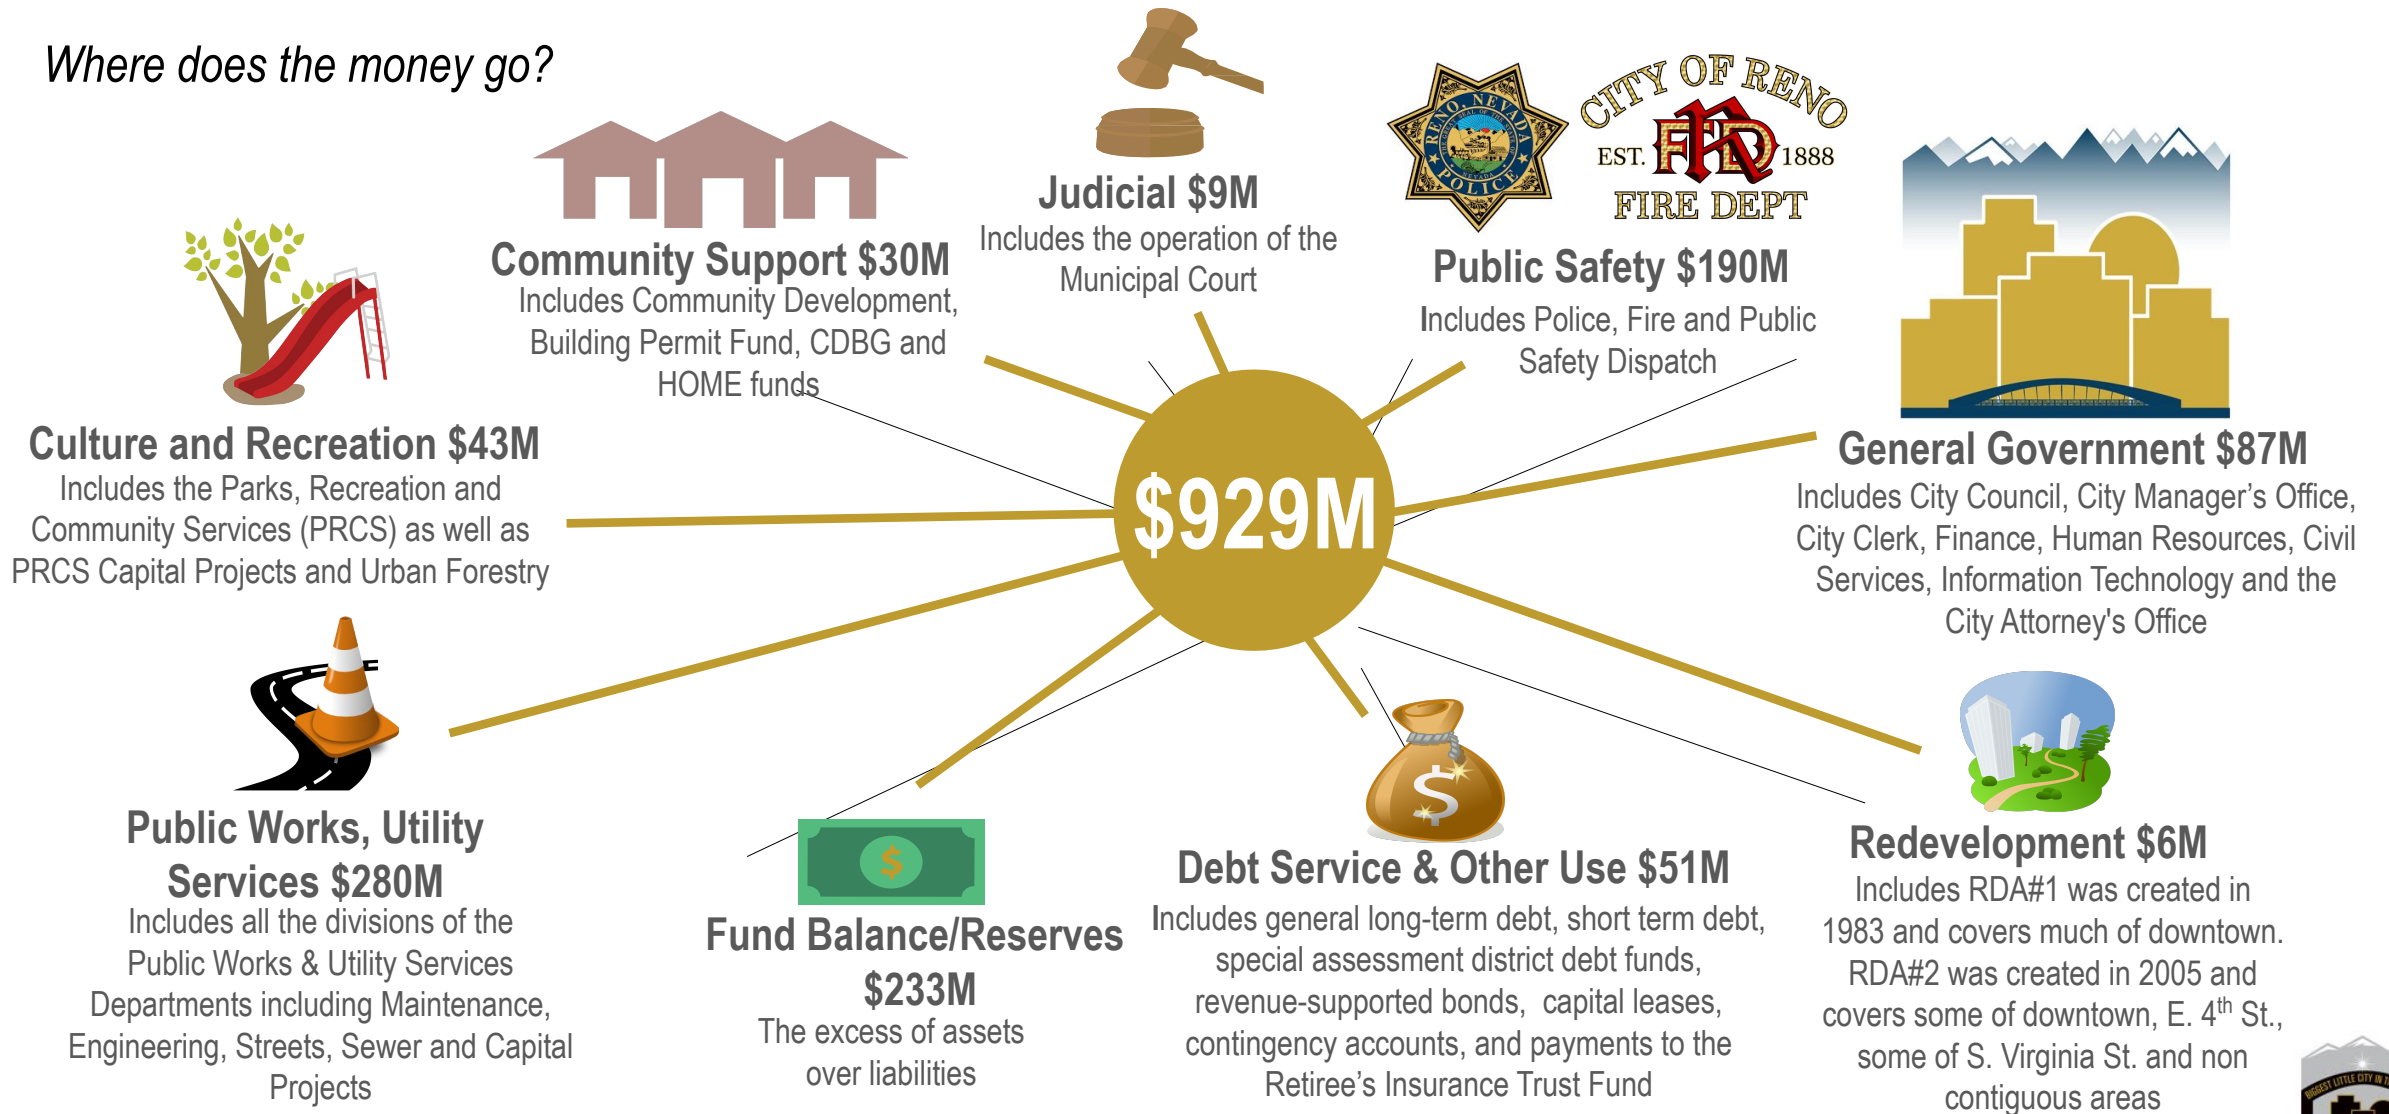 Where does the money go?
Judicial $9M
Includes the operation of the
Municipal Court
RENO, NEVADA
POLICE
CITY OF RENO
EST. RFD 1888
FIRE DEPT
Community Support $30M
Includes Community Development,
Building Permit Fund, CDBG and
HOME funds
Public Safety $190M
Includes Police, Fire and Public
Safety Dispatch
Culture and Recreation $43M
Includes the Parks, Recreation and
Community Services (PRCS) as well as
PRCS Capital Projects and Urban Forestry
$929M
General Government $87M
Includes City Council, City Manager’s Office,
City Clerk, Finance, Human Resources, Civil
Services, Information Technology and the
City Attorney's Office
Public Works, Utility
Services $280M
Includes all the divisions of the
Public Works & Utility Services
Departments including Maintenance,
Engineering, Streets, Sewer and Capital
Projects
$
Fund Balance/Reserves
$233M
The excess of assets
over liabilities
$
Debt Service & Other Use $51M
Includes general long-term debt, short term debt,
special assessment district debt funds,
revenue-supported bonds, capital leases,
contingency accounts, and payments to the
Retiree’s Insurance Trust Fund
Redevelopment $6M
Includes RDA#1 was created in
1983 and covers much of downtown.
RDA#2 was created in 2005 and
covers some of downtown, E. 4th St.,
some of S. Virginia St. and non
contiguous areas
BIGGEST LITTLE CITY IN